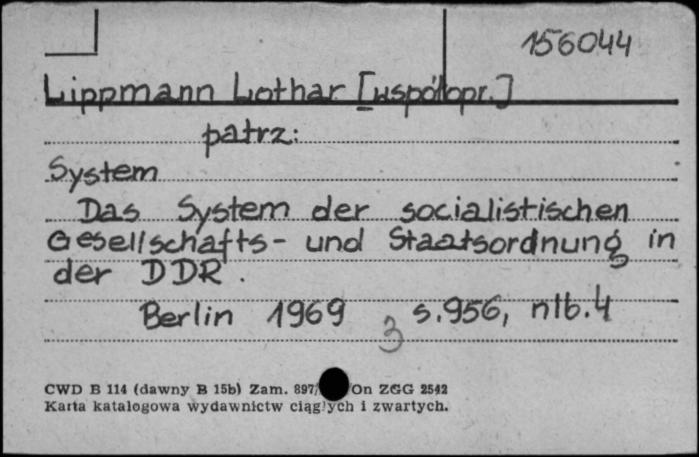 156044
Lippmann Lothar [współopr.]
patrz:
System
Das System der socialistischen
Gesellschafts- und Staatsordnung in
der DDR.
Berlin 1969 s.956, nlb.4
3
CWD B 114 (dawny B 15b) Zam. 897/ On ZGG 2542
Karta katalogowa wydawnictw ciągłych i zwartych.